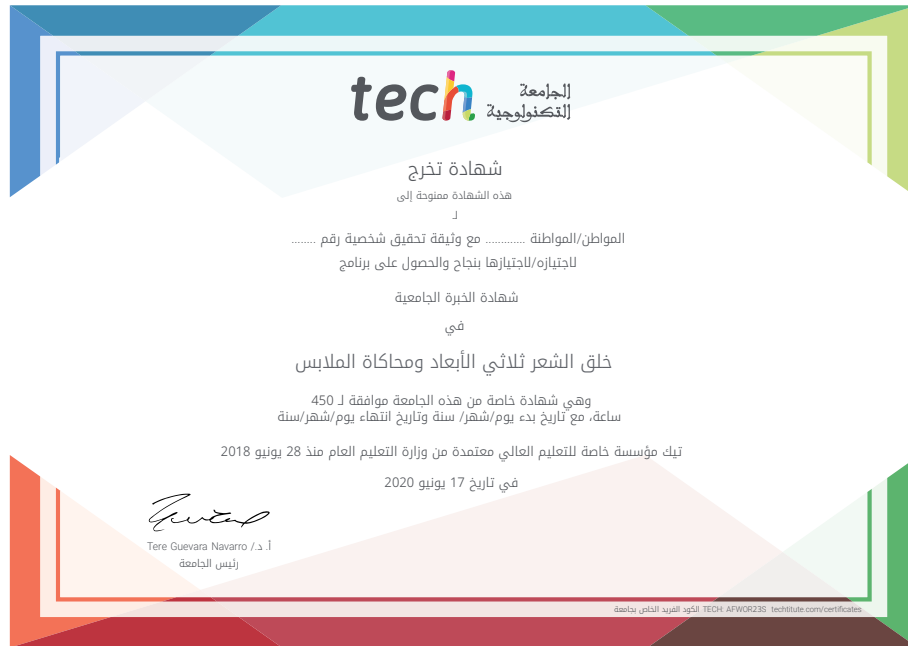 tech الجامعة
التكنولوجية
شهادة تخرج
هذه الشهادة ممنوحة إلى
لـ
المواطن/المواطنة ............ مع وثيقة تحقيق شخصية رقم ........
لاجتيازه/لاجتيازها بنجاح والحصول على برنامج
شهادة الخبرة الجامعية
في
خلق الشعر ثلاثي الأبعاد ومحاكاة الملابس
وهي شهادة خاصة من هذه الجامعة موافقة لـ 450
ساعة، مع تاريخ بدء يوم/شهر/ سنة وتاريخ انتهاء يوم/شهر/سنة
تيك مؤسسة خاصة للتعليم العالي معتمدة من وزارة التعليم العام منذ 28 يونيو 2018
في تاريخ 17 يونيو 2020
أ. د./ Tere Guevara Navarro
رئيس الجامعة
الكود الفريد الخاص بجامعة TECH: AFWOR23S techtitute.com/certificates